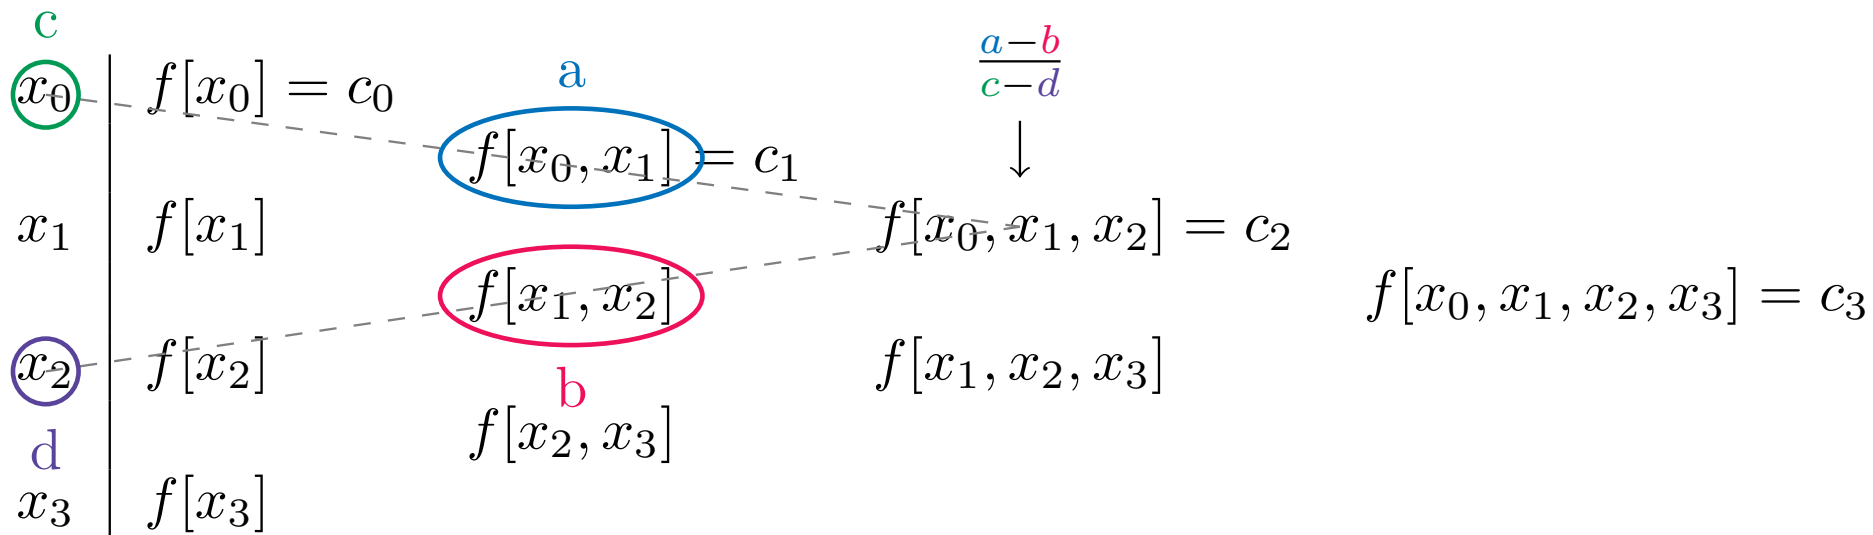 c
x₀ f[x₀] = c₀
a
f[x₀, x₁] = c₁
a−b
c−d
↓
x₁ f[x₁]
f[x₀, x₁, x₂] = c₂
f[x₁, x₂]
b
f[x₀, x₁, x₂, x₃] = c₃
x₂ f[x₂]
d
f[x₁, x₂, x₃]
f[x₂, x₃]
x₃ f[x₃]